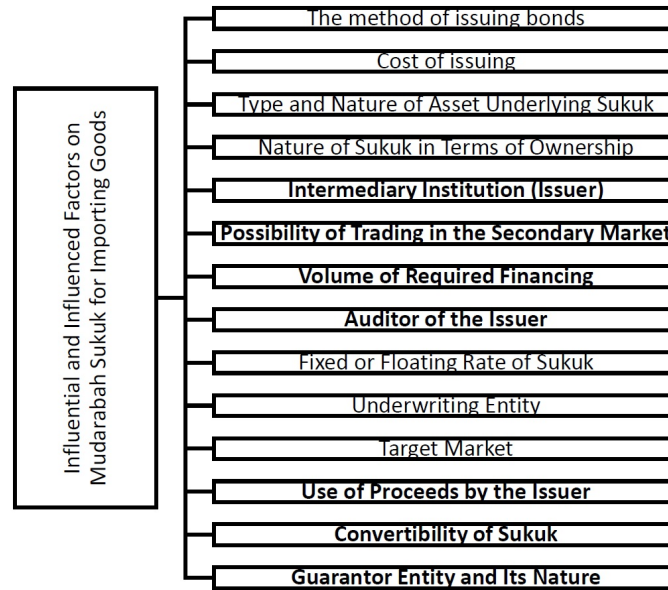 Influential and Influenced Factors on
Mudarabah Sukuk for Importing Goods
The method of issuing bonds
Cost of issuing
Type and Nature of Asset Underlying Sukuk
Nature of Sukuk in Terms of Ownership
Intermediary Institution (Issuer)
Possibility of Trading in the Secondary Market
Volume of Required Financing
Auditor of the Issuer
Fixed or Floating Rate of Sukuk
Underwriting Entity
Target Market
Use of Proceeds by the Issuer
Convertibility of Sukuk
Guarantor Entity and Its Nature